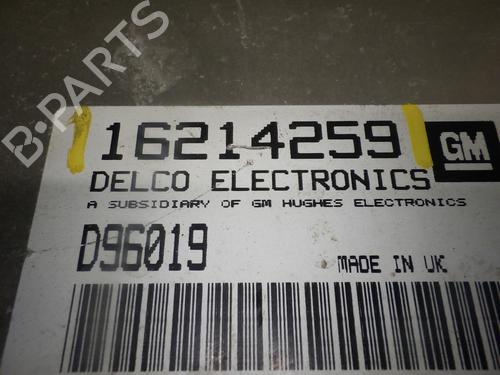 B-PARTS
16214259
GM
DELCO ELECTRONICS
A SUBSIDIARY OF GM HUGHES ELECTRONICS
D96019
MADE IN UK